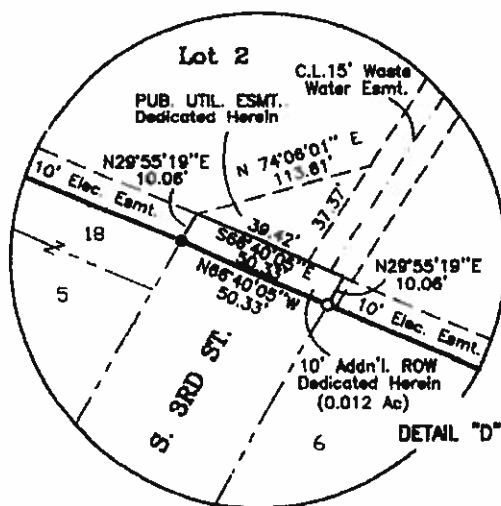 Lot 2
C.L.15' Waste
Water Esmt.
PUB. UTIL. ESMT.
Dedicated Herein
N 74°06'01" E
113.81'
N29°55'19"E
10.06'
10' Elec. Esmt.
37.57'
39.42'
S66°40'05"E
50.33'
N66°40'05"W
50.33'
N29°55'19"E
10.06'
10' Elec. Esmt.
18
N
5
S. 3RD ST.
10' Addn'l. ROW
Dedicated Herein
(0.012 Ac)
6
DETAIL "D"